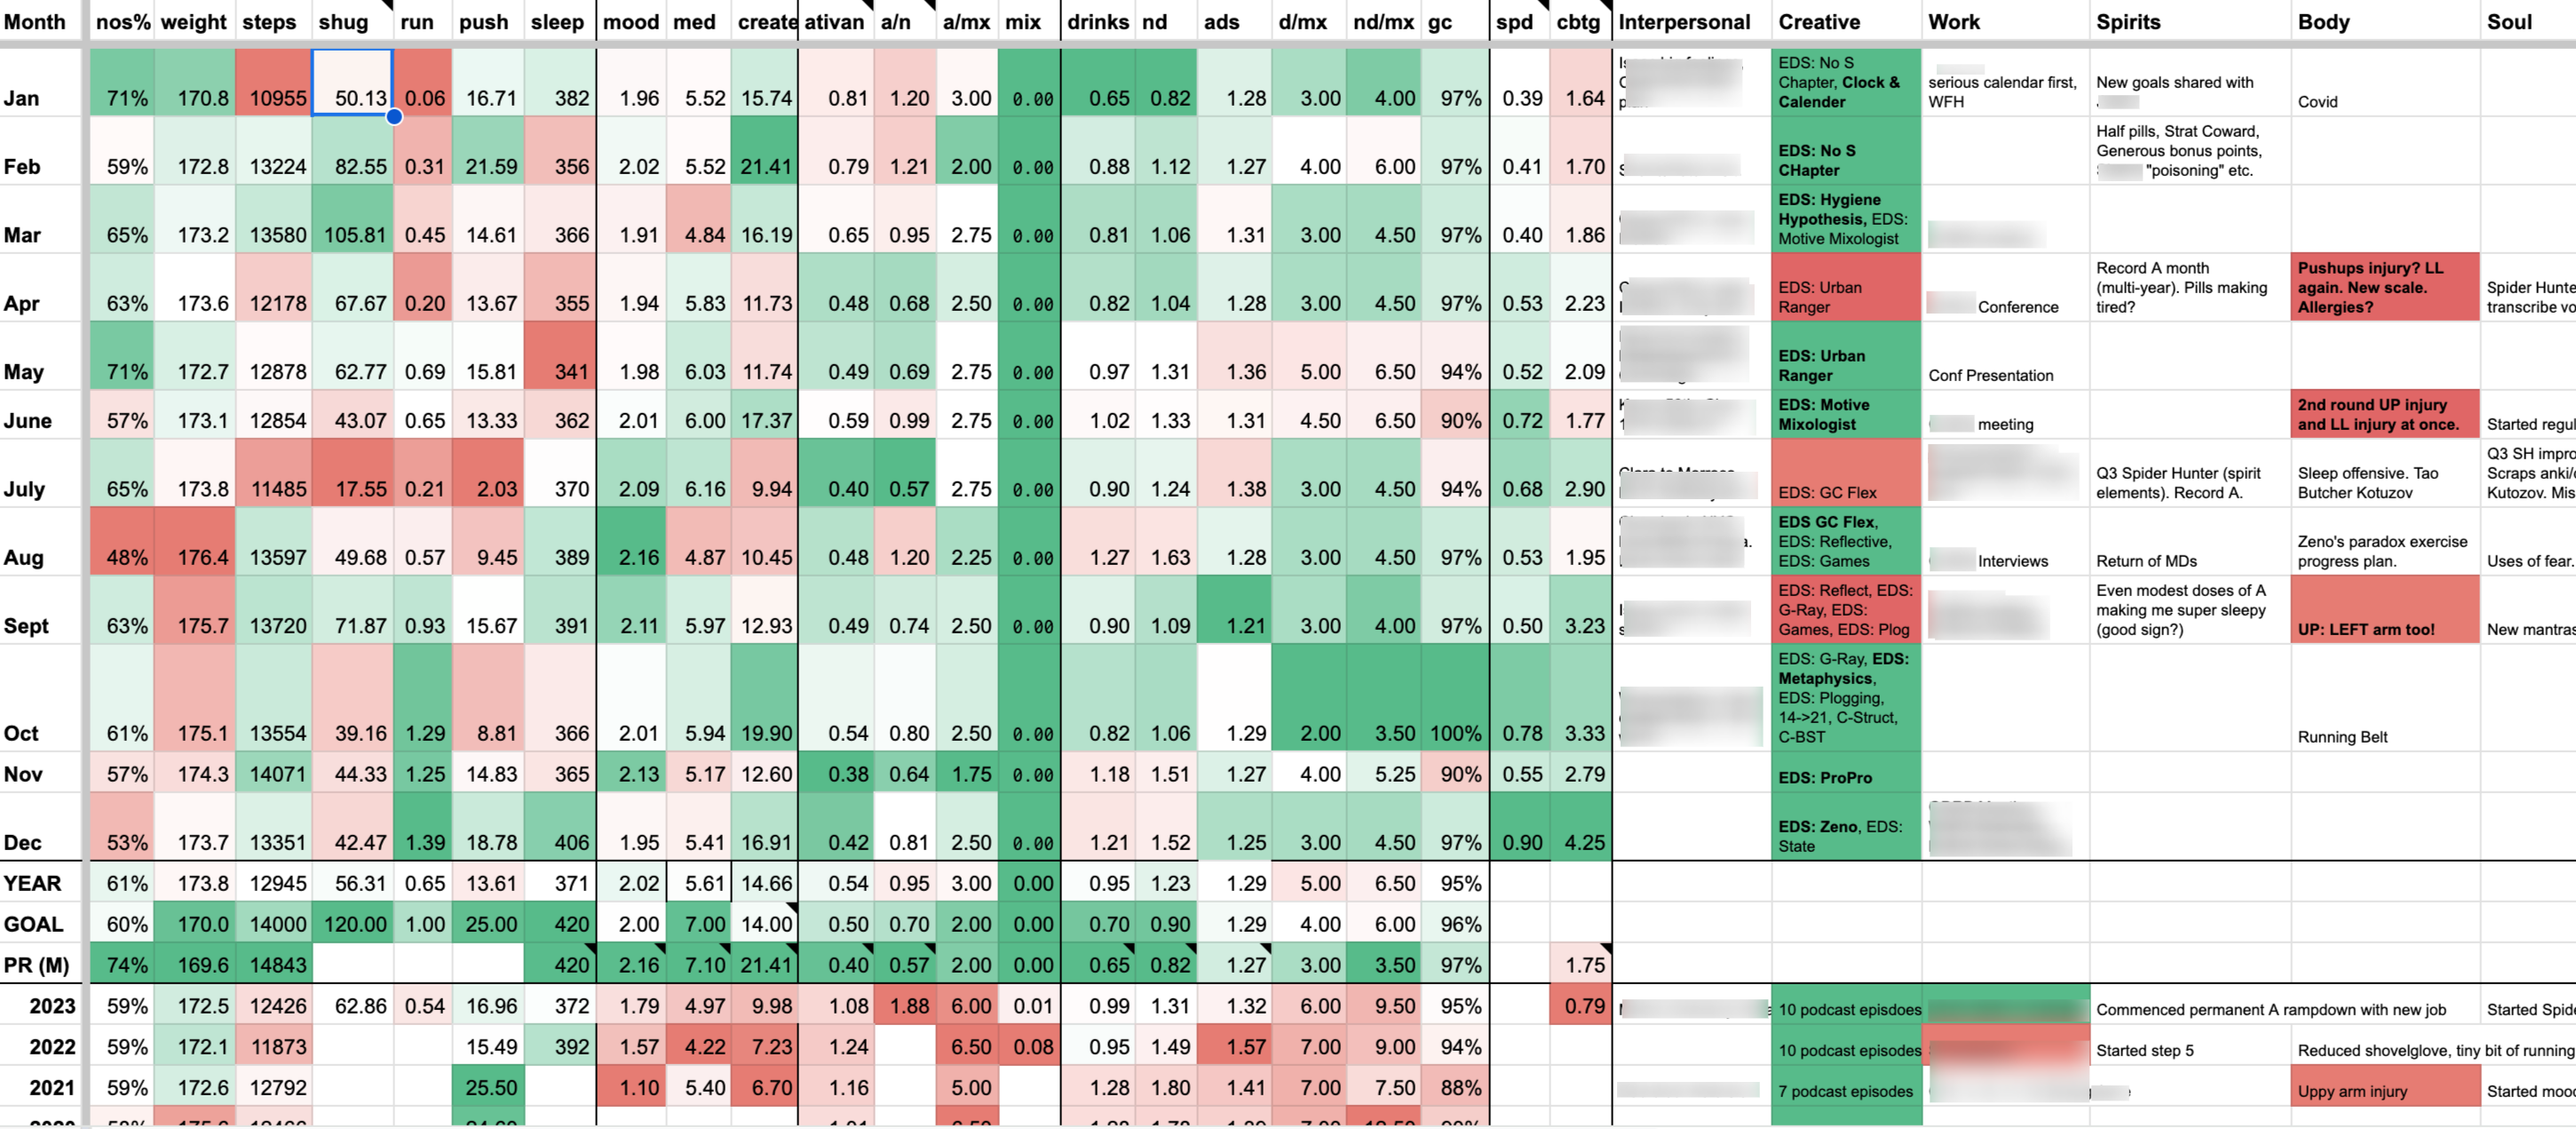 Month nos% weight steps shug run push sleep mood med create ativan a/n a/mx mix drinks nd ads d/mx nd/mx gc spd cbtg Interpersonal Creative Work Spirits Body Soul
Jan 71% 170.8 10955 50.13 0.06 16.71 382 1.96 5.52 15.74 0.81 1.20 3.00 0.00 0.65 0.82 1.28 3.00 4.00 97% 0.39 1.64
EDS: No S
Chapter, Clock &
Calender
serious calendar first,
WFH
New goals shared with
Covid
Feb 59% 172.8 13224 82.55 0.31 21.59 356 2.02 5.52 21.41 0.79 1.21 2.00 0.00 0.88 1.12 1.27 4.00 6.00 97% 0.41 1.70
EDS: No S
CHapter
Half pills, Strat Coward,
Generous bonus points,
"poisoning" etc.
Mar 65% 173.2 13580 105.81 0.45 14.61 366 1.91 4.84 16.19 0.65 0.95 2.75 0.00 0.81 1.06 1.31 3.00 4.50 97% 0.40 1.86
EDS: Hygiene
Hypothesis, EDS:
Motive Mixologist
Apr 63% 173.6 12178 67.67 0.20 13.67 355 1.94 5.83 11.73 0.48 0.68 2.50 0.00 0.82 1.04 1.28 3.00 4.50 97% 0.53 2.23
EDS: Urban
Ranger
Conference
Record A month
(multi-year). Pills making
tired?
Pushups injury? LL
again. New scale.
Allergies?
Spider Hunte
transcribe vo
May 71% 172.7 12878 62.77 0.69 15.81 341 1.98 6.03 11.74 0.49 0.69 2.75 0.00 0.97 1.31 1.36 5.00 6.50 94% 0.52 2.09
EDS: Urban
Ranger
Conf Presentation
June 57% 173.1 12854 43.07 0.65 13.33 362 2.01 6.00 17.37 0.59 0.99 2.75 0.00 1.02 1.33 1.31 4.50 6.50 90% 0.72 1.77
EDS: Motive
Mixologist
meeting
2nd round UP injury
and LL injury at once.
Started regul
July 65% 173.8 11485 17.55 0.21 2.03 370 2.09 6.16 9.94 0.40 0.57 2.75 0.00 0.90 1.24 1.38 3.00 4.50 94% 0.68 2.90
EDS: GC Flex
Q3 Spider Hunter (spirit
elements). Record A.
Sleep offensive. Tao
Butcher Kotuzov
Q3 SH impro
Scraps anki/
Kutozov. Mis
Aug 48% 176.4 13597 49.68 0.57 9.45 389 2.16 4.87 10.45 0.48 1.20 2.25 0.00 1.27 1.63 1.28 3.00 4.50 97% 0.53 1.95
EDS GC Flex,
EDS: Reflective,
EDS: Games
Interviews
Return of MDs
Zeno's paradox exercise
progress plan.
Uses of fear.
Sept 63% 175.7 13720 71.87 0.93 15.67 391 2.11 5.97 12.93 0.49 0.74 2.50 0.00 0.90 1.09 1.21 3.00 4.00 97% 0.50 3.23
EDS: Reflect, EDS:
G-Ray, EDS:
Games, EDS: Plog
Even modest doses of A
making me super sleepy
(good sign?)
UP: LEFT arm too!
New mantras
Oct 61% 175.1 13554 39.16 1.29 8.81 366 2.01 5.94 19.90 0.54 0.80 2.50 0.00 0.82 1.06 1.29 2.00 3.50 100% 0.78 3.33
EDS: G-Ray, EDS:
Metaphysics,
EDS: Plogging,
14->21, C-Struct,
C-BST
Running Belt
Nov 57% 174.3 14071 44.33 1.25 14.83 365 2.13 5.17 12.60 0.38 0.64 1.75 0.00 1.18 1.51 1.27 4.00 5.25 90% 0.55 2.79
EDS: ProPro
Dec 53% 173.7 13351 42.47 1.39 18.78 406 1.95 5.41 16.91 0.42 0.81 2.50 0.00 1.21 1.52 1.25 3.00 4.50 97% 0.90 4.25
EDS: Zeno, EDS:
State
YEAR 61% 173.8 12945 56.31 0.65 13.61 371 2.02 5.61 14.66 0.54 0.95 3.00 0.00 0.95 1.23 1.29 5.00 6.50 95%
GOAL 60% 170.0 14000 120.00 1.00 25.00 420 2.00 7.00 14.00 0.50 0.70 2.00 0.00 0.70 0.90 1.29 4.00 6.00 96%
PR (M) 74% 169.6 14843 420 2.16 7.10 21.41 0.40 0.57 2.00 0.00 0.65 0.82 1.27 3.00 3.50 97% 1.75
2023 59% 172.5 12426 62.86 0.54 16.96 372 1.79 4.97 9.98 1.08 1.88 6.00 0.01 0.99 1.31 1.32 6.00 9.50 95% 0.79 10 podcast episdoes Commenced permanent A rampdown with new job Started Spid
2022 59% 172.1 11873 15.49 392 1.57 4.22 7.23 1.24 6.50 0.08 0.95 1.49 1.57 7.00 9.00 94% 10 podcast episodes Started step 5 Reduced shovelglove, tiny bit of running
2021 59% 172.6 12792 25.50 1.10 5.40 6.70 1.16 5.00 1.28 1.80 1.41 7.00 7.50 88% 7 podcast episodes Uppy arm injury Started mood